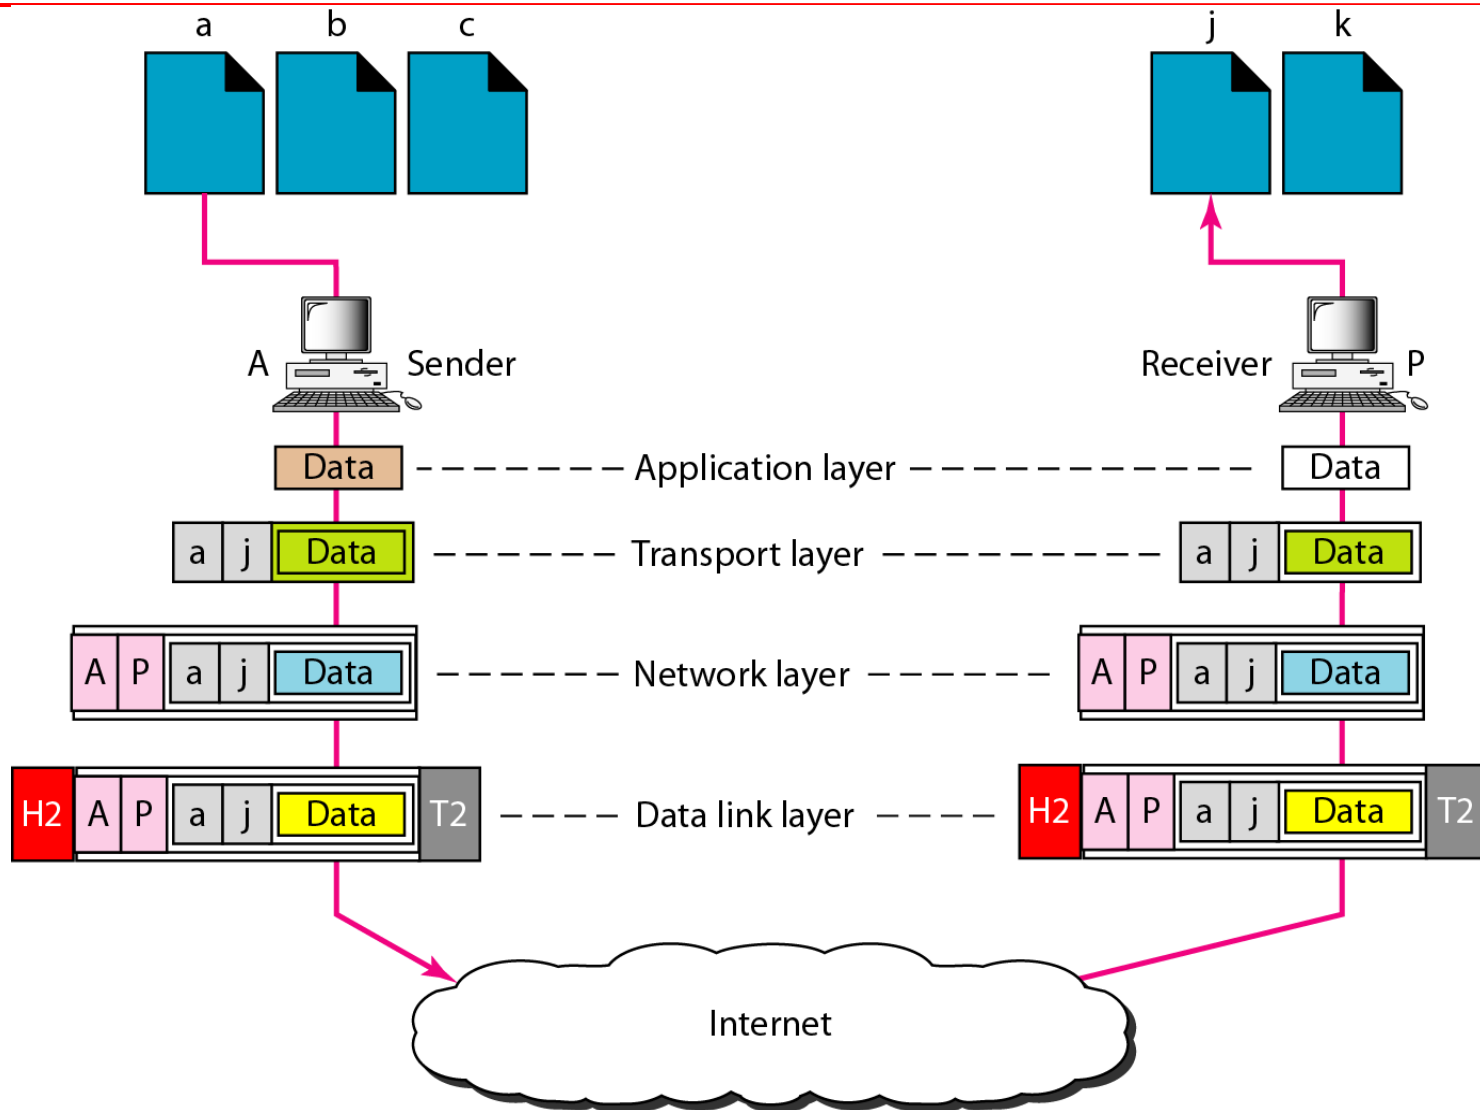 a b c j k
A Sender Receiver P
Data Application layer Data
a j Data Transport layer a j Data
A P a j Data Network layer A P a j Data
H2 A P a j Data T2 Data link layer H2 A P a j Data T2
Internet